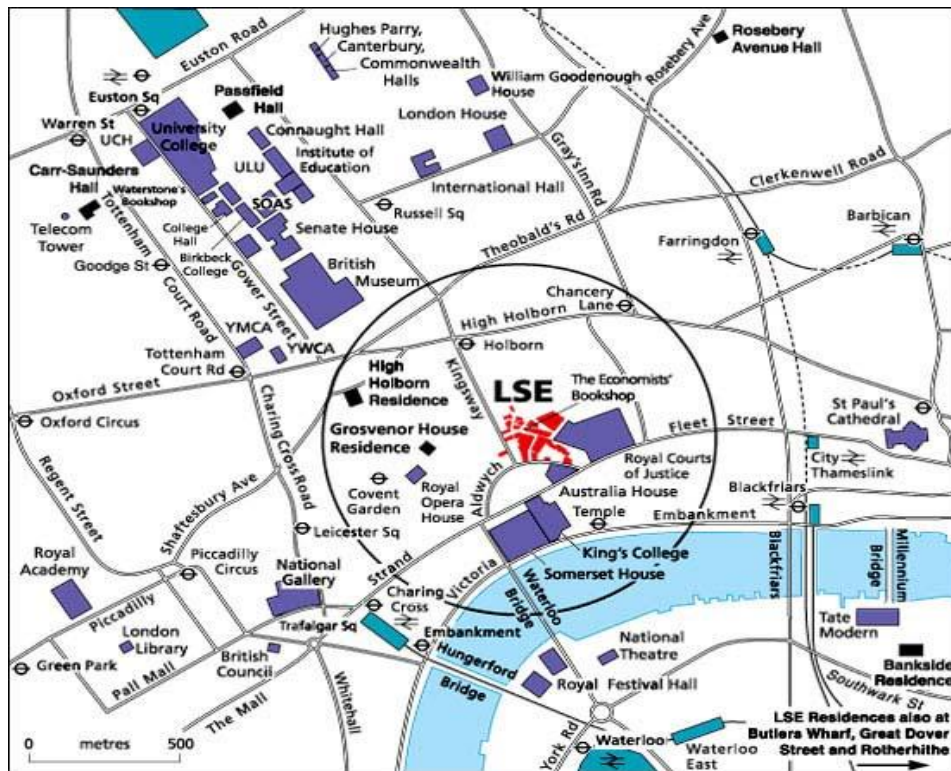 Euston Road
Hughes Parry,
Canterbury,
Commonwealth
Halls
Rosebery
Avenue Hall
Rosebery Ave
Euston Sq
Passfield
Hall
William Goodenough
House
Warren St
UCH
University
College
Connaught Hall
London House
ULU
Institute of
Education
Gray's Inn Rd
Carr-Saunders
Hall
Waterstone's
Bookshop
SOAS
International Hall
Clerkenwell Road
Telecom
Tower
Tottenham
Court Road
College
Hall
Birkbeck
College
Senate House
Russell Sq
Theobald's Rd
Farringdon
Barbican
Goodge St
Gower Street
British
Museum
Chancery
Lane
YMCA
YWCA
High Holborn
Holborn
Tottenham
Court Rd
Oxford Street
High
Holborn
Residence
Kingsway
LSE
The Economists'
Bookshop
Oxford Circus
Charing Cross Road
Grosvenor House
Residence
Fleet Street
St Paul's
Cathedral
Royal Courts
of Justice
City
Thameslink
Regent Street
Shaftesbury Ave
Covent
Garden
Royal
Opera
House
Aldwych
Australia House
Blackfriars
Leicester Sq
Temple
Embankment
Royal
Academy
Piccadilly
Circus
National
Gallery
Strand
Victoria
King's College
Somerset House
Waterloo
Bridge
Blackfriars
Millennium
Bridge
Piccadilly
London
Library
Trafalgar Sq
Charing
Cross
Embankment
Hungerford
Bridge
National
Theatre
Tate
Modern
Green Park
Pall Mall
British
Council
Royal Festival Hall
Bankside
Residence
The Mall
Whitehall
Southwark St
York Rd
Waterloo
Waterloo
East
LSE Residences also at
Butlers Wharf, Great Dover
Street and Rotherhithe
0 metres 500